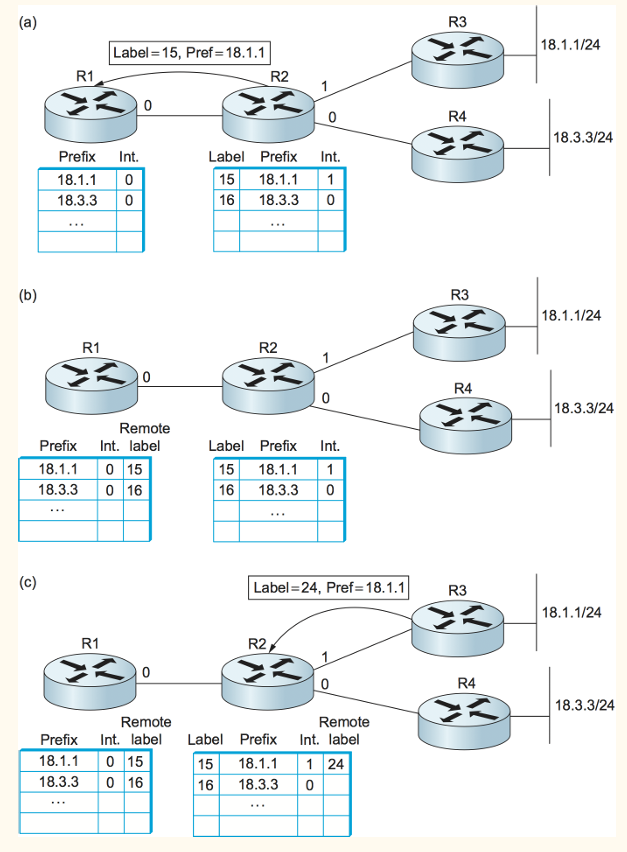 (a)
Label=15, Pref=18.1.1
R1
R2
R3
18.1.1/24
0
1
0
R4
18.3.3/24
Prefix Int.
18.1.1 0
18.3.3 0
...
Label Prefix Int.
15 18.1.1 1
16 18.3.3 0
...
(b)
R1
R2
R3
18.1.1/24
0
1
0
R4
18.3.3/24
Prefix Int. Remote label
18.1.1 0 15
18.3.3 0 16
...
Label Prefix Int.
15 18.1.1 1
16 18.3.3 0
...
(c)
Label=24, Pref=18.1.1
R1
R2
R3
18.1.1/24
0
1
0
R4
18.3.3/24
Prefix Int. Remote label
18.1.1 0 15
18.3.3 0 16
...
Label Prefix Int. Remote label
15 18.1.1 1 24
16 18.3.3 0
...